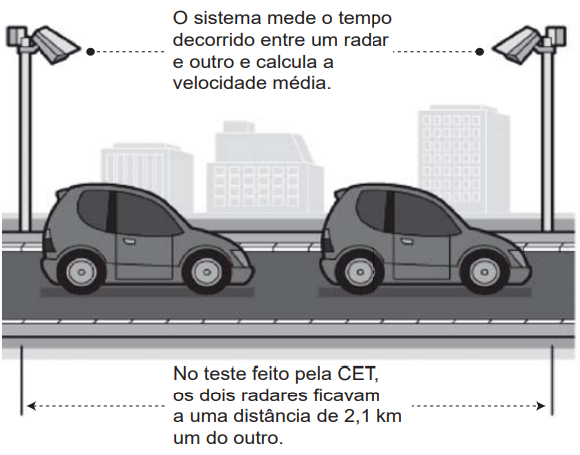 O sistema mede o tempo
decorrido entre um radar
e outro e calcula a
velocidade média.
No teste feito pela CET,
os dois radares ficavam
a uma distância de 2,1 km
um do outro.